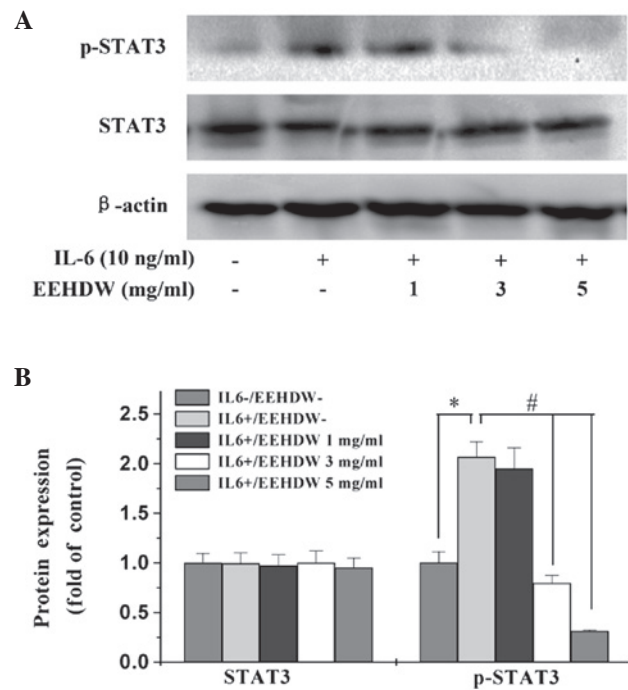 A
p-STAT3
STAT3
β-actin
IL-6 (10 ng/ml) - + + + +
EEHDW (mg/ml) - - 1 3 5
B
IL6-/EEHDW-
IL6+/EEHDW-
IL6+/EEHDW 1 mg/ml
IL6+/EEHDW 3 mg/ml
IL6+/EEHDW 5 mg/ml
* #
Protein expression
(fold of control)
2.5
2.0
1.5
1.0
0.5
0.0
STAT3 p-STAT3